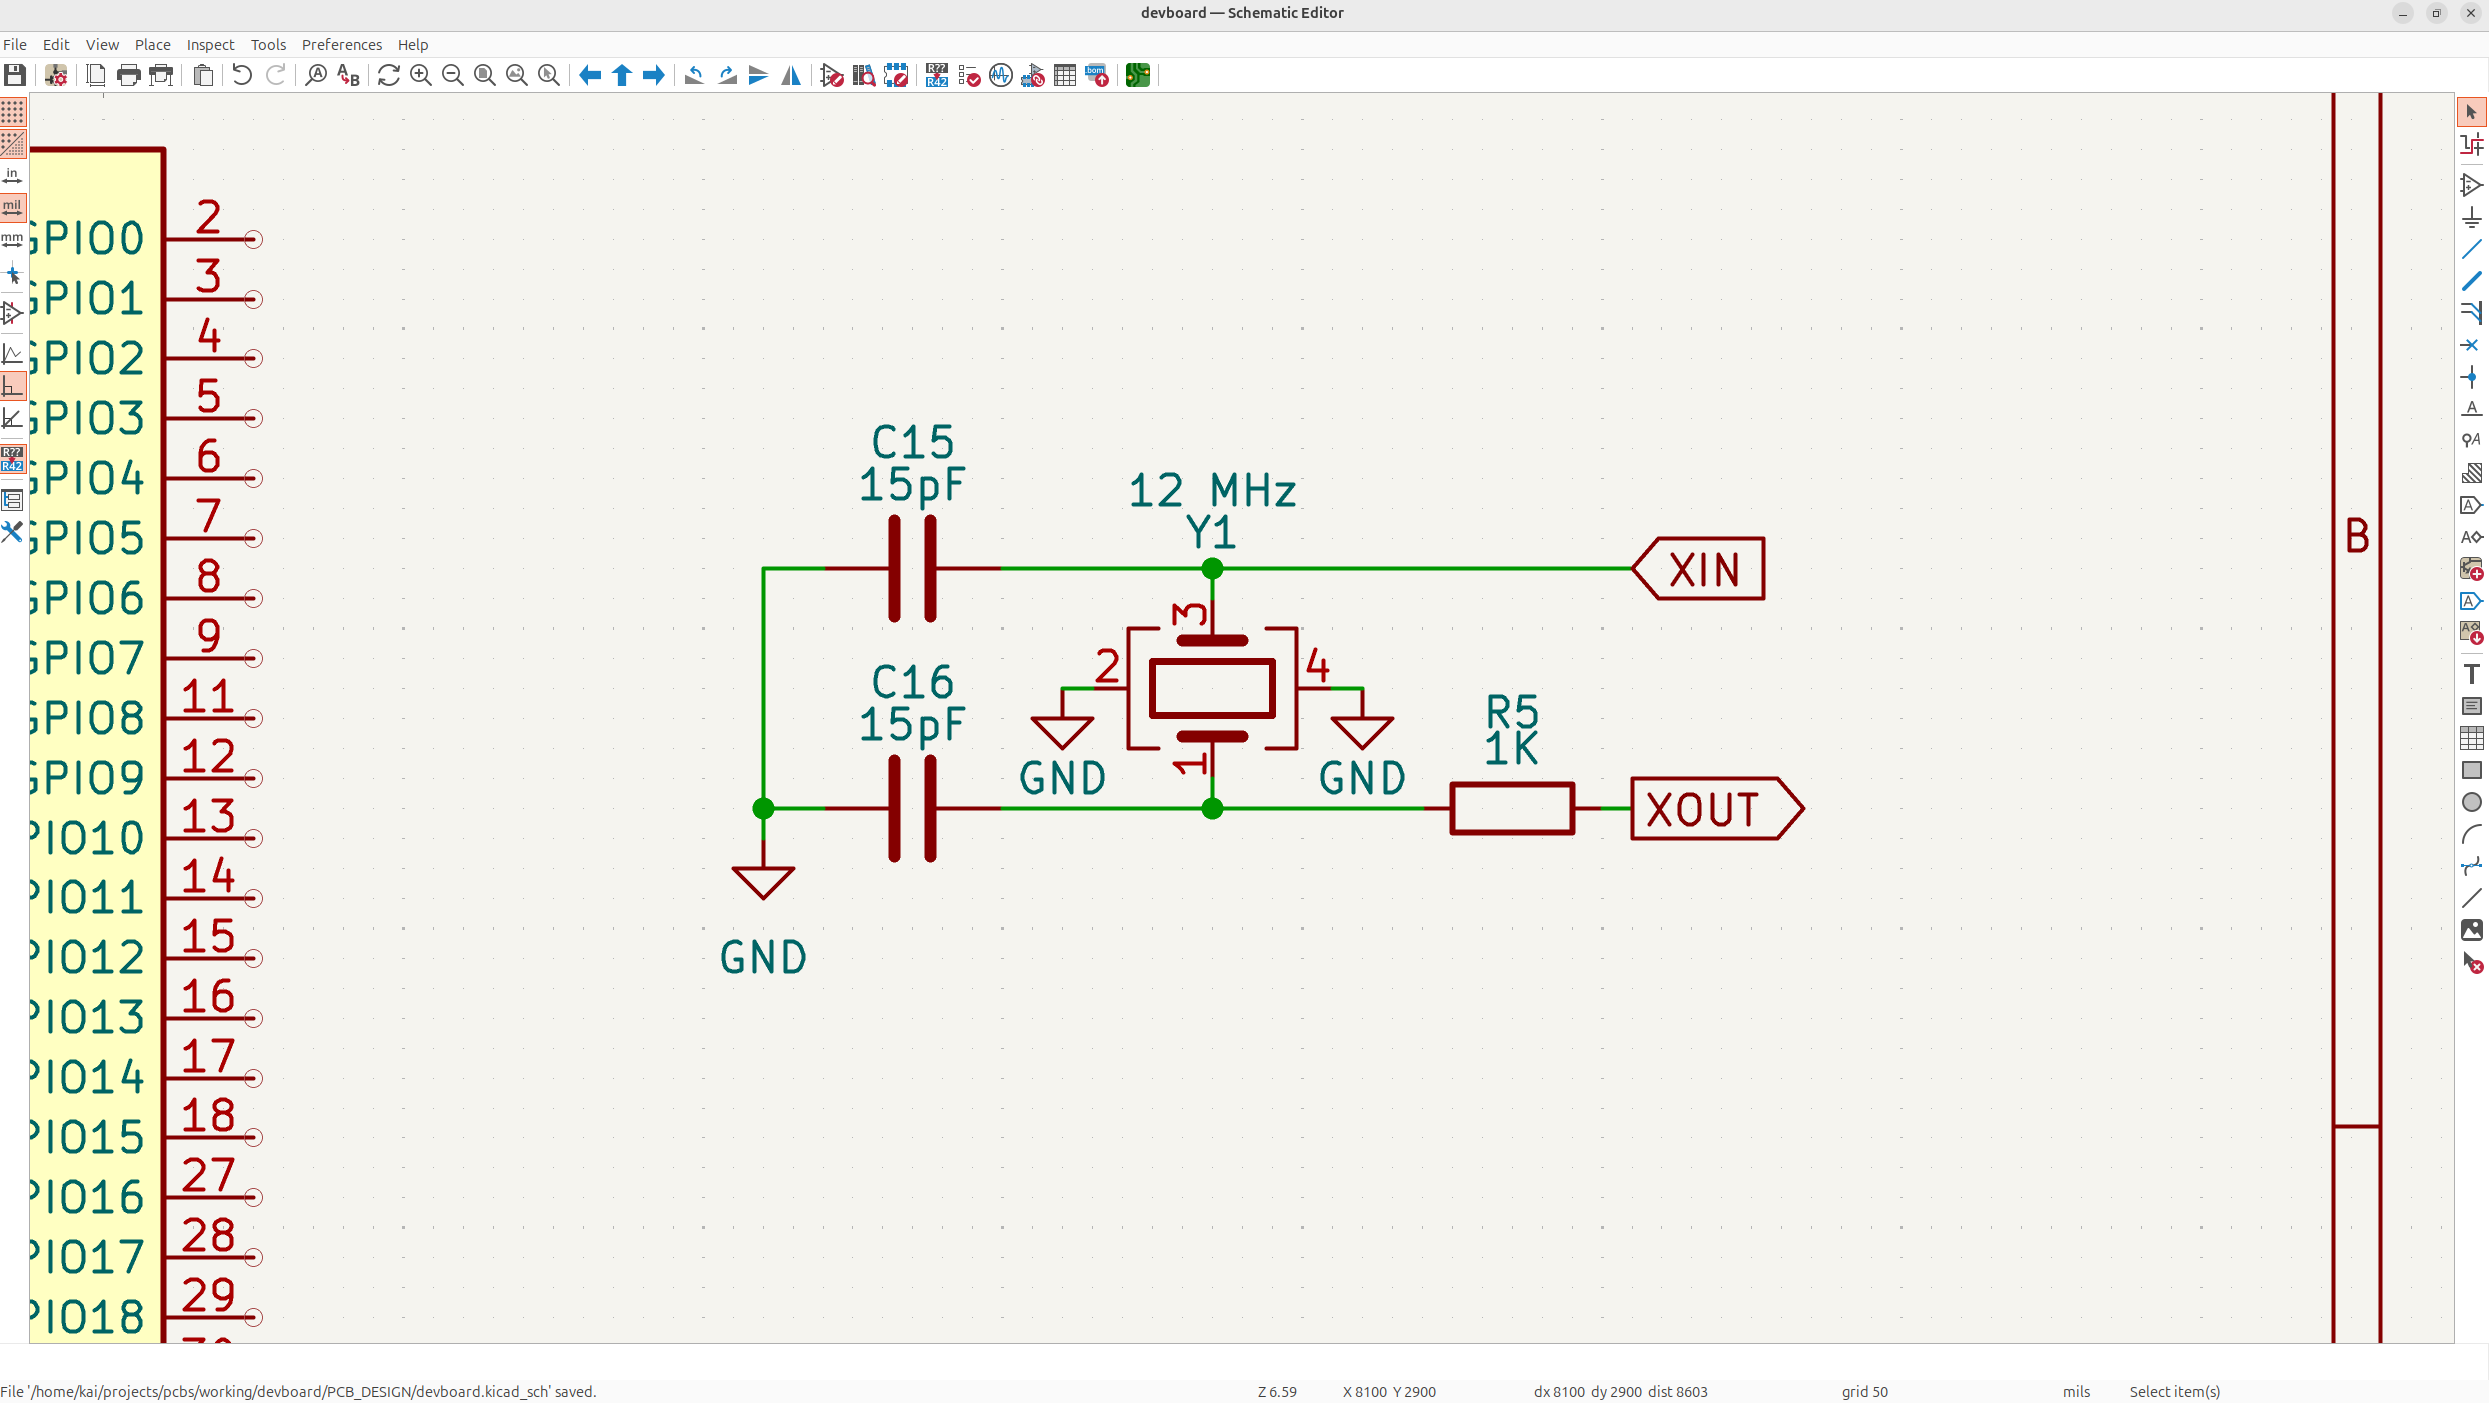 devboard — Schematic Editor
File Edit View Place Inspect Tools Preferences Help
in
mil
mm
R??
R42
GPIO0 2
GPIO1 3
GPIO2 4
GPIO3 5
GPIO4 6
GPIO5 7
GPIO6 8
GPIO7 9
GPIO8 11
GPIO9 12
PIO10 13
PIO11 14
PIO12 15
PIO13 16
PIO14 17
PIO15 18
PIO16 27
PIO17 28
PIO18 29
C15
15pF
12 MHz
Y1
XIN
3
2
4
1
C16
15pF
GND
GND
R5
1K
XOUT
GND
B
File '/home/kai/projects/pcbs/working/devboard/PCB_DESIGN/devboard.kicad_sch' saved.
Z 6.59 X 8100 Y 2900 dx 8100 dy 2900 dist 8603 grid 50 mils Select item(s)